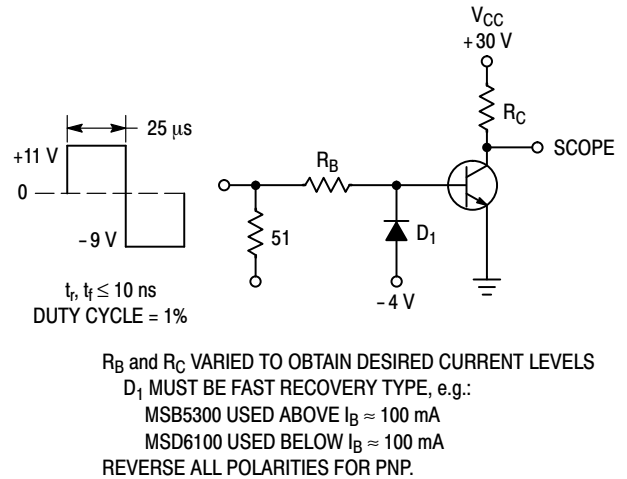 V_CC
+30 V
25 μs
R_C
+11 V
R_B
SCOPE
0
51
D_1
-9 V
-4 V
t_r, t_f ≤ 10 ns
DUTY CYCLE = 1%
R_B and R_C VARIED TO OBTAIN DESIRED CURRENT LEVELS
D_1 MUST BE FAST RECOVERY TYPE, e.g.:
MSB5300 USED ABOVE I_B ≈ 100 mA
MSD6100 USED BELOW I_B ≈ 100 mA
REVERSE ALL POLARITIES FOR PNP.